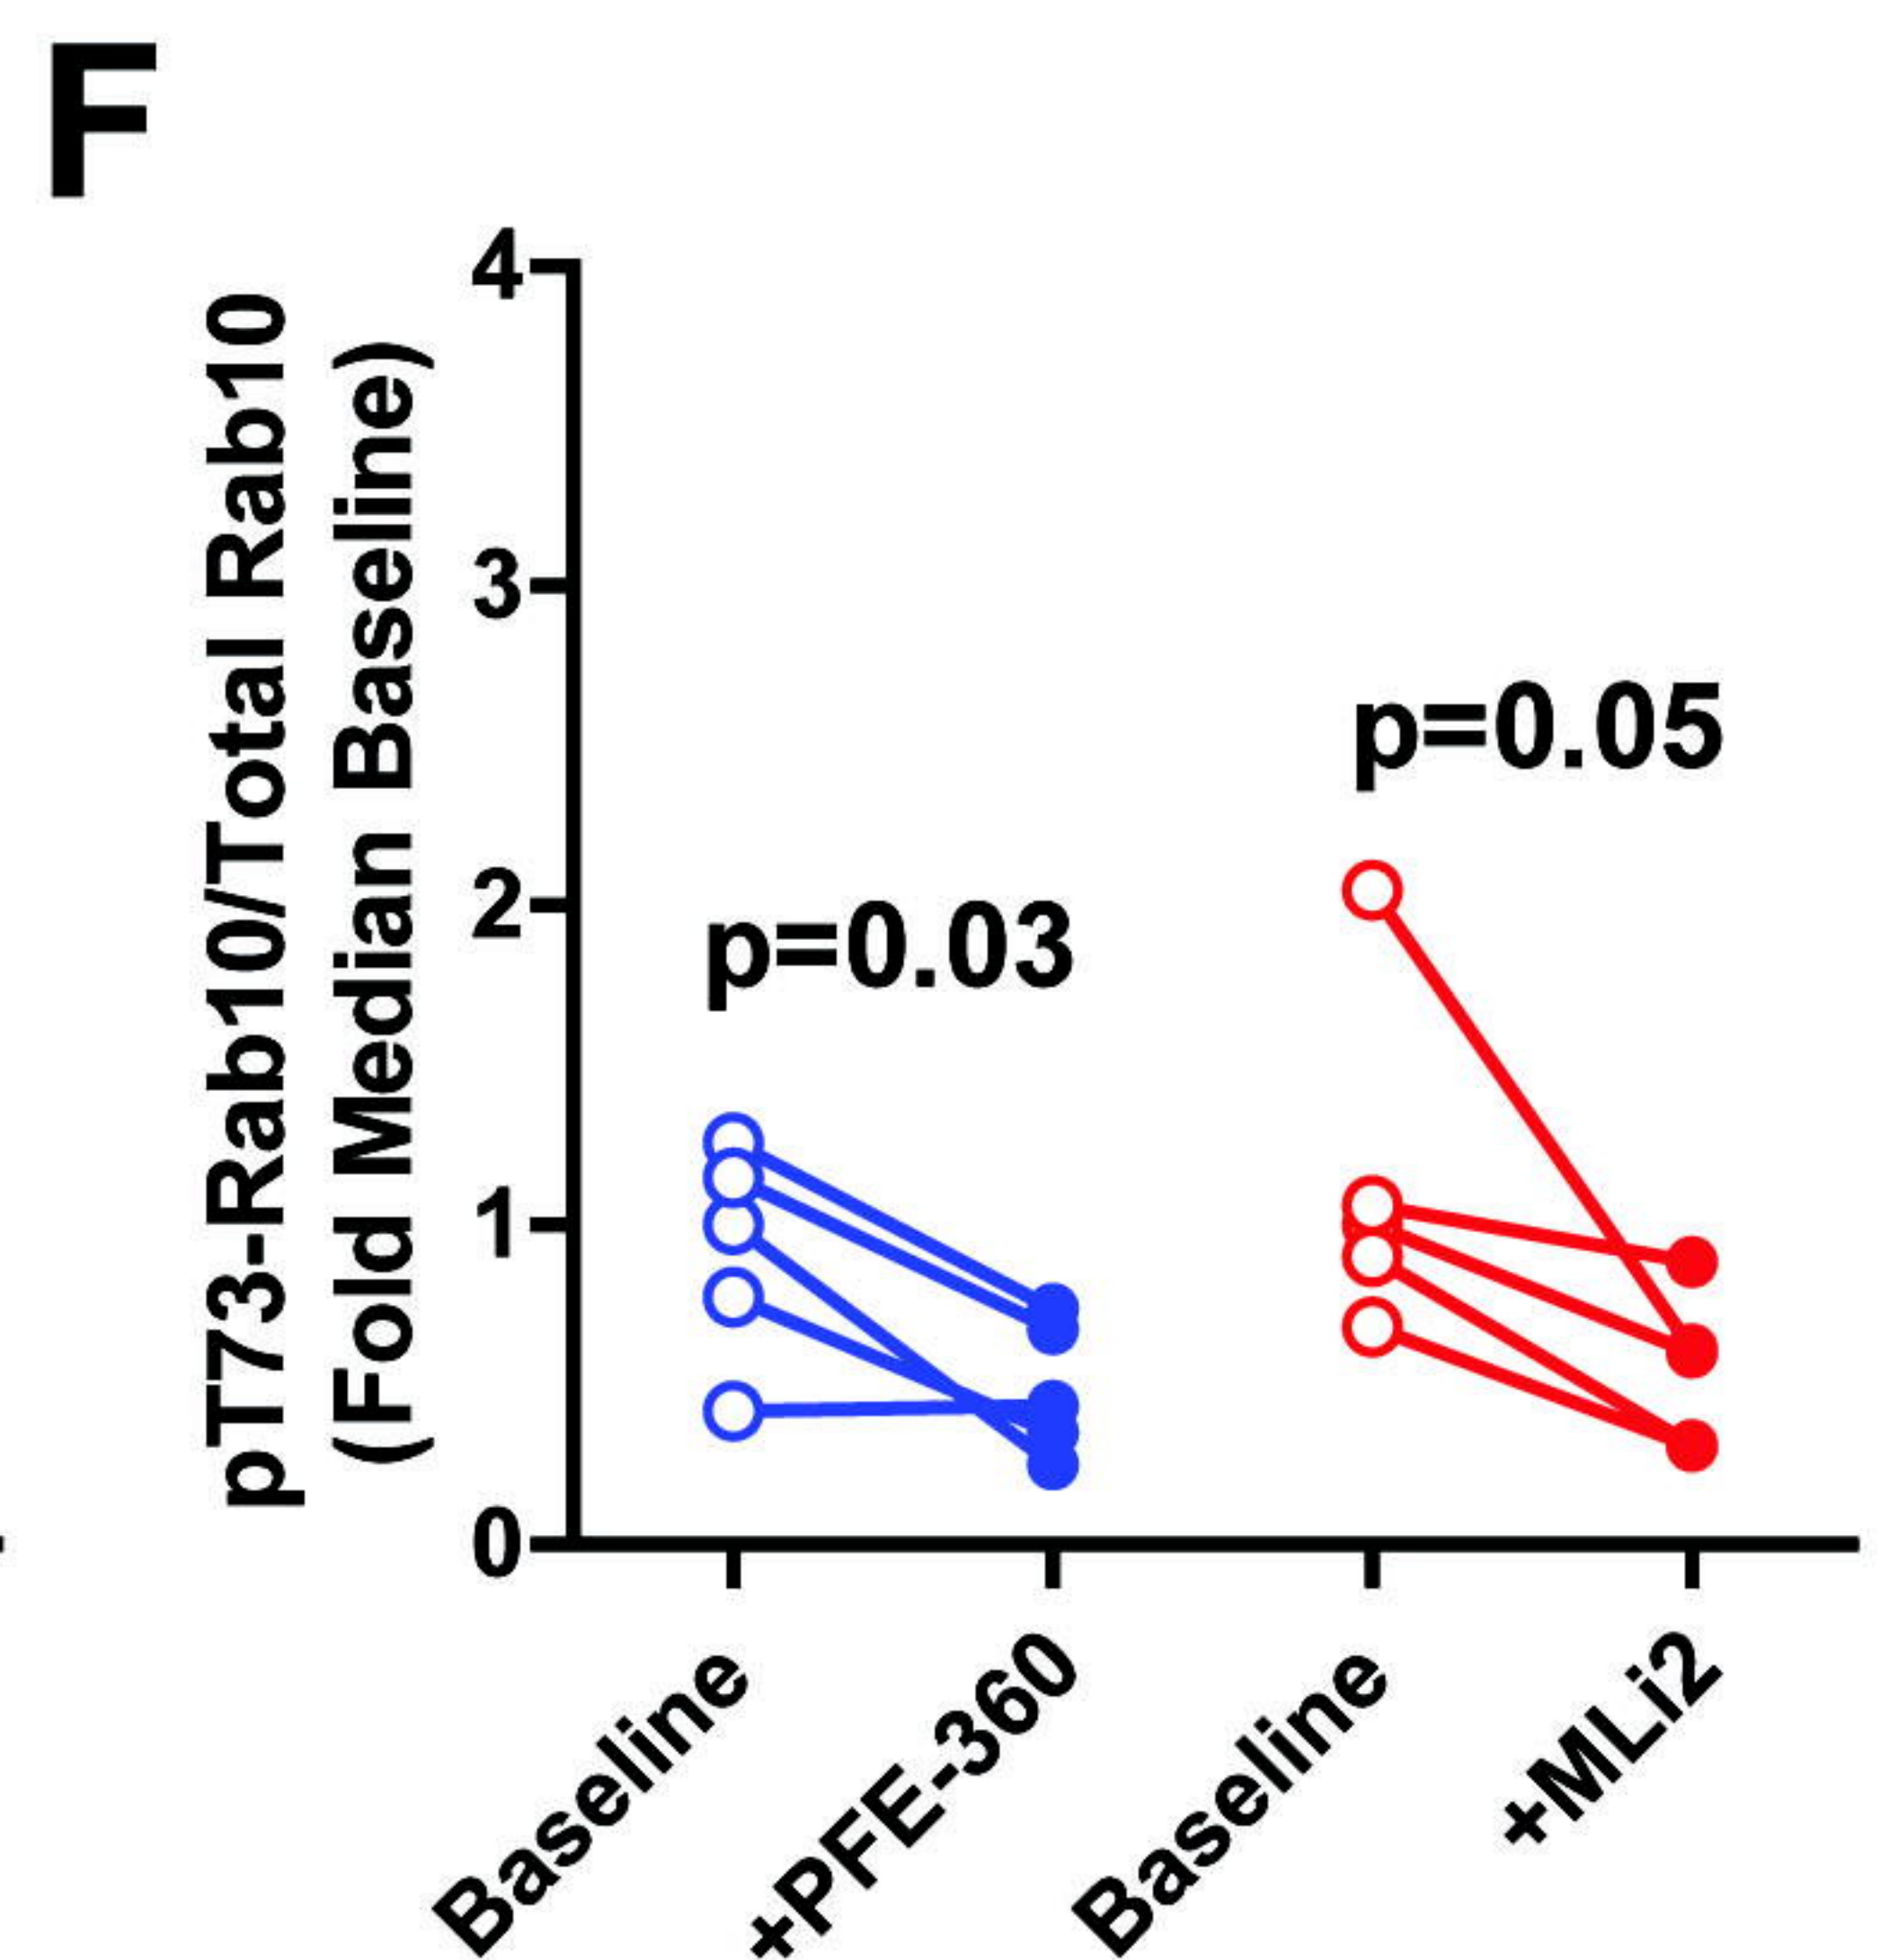 F
pT73-Rab10/Total Rab10
(Fold Median Baseline)
4
3
2
1
0
p=0.03
p=0.05
Baseline
+PFE-360
Baseline
+MLi2